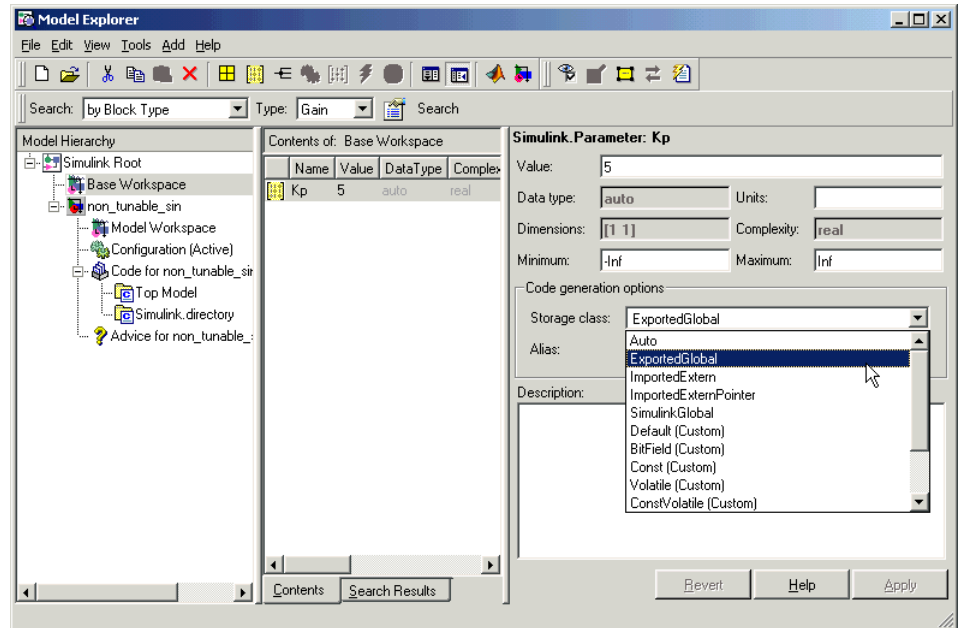 Model Explorer
File Edit View Tools Add Help
Search: by Block Type Type: Gain Search
Model Hierarchy
Simulink Root
Base Workspace
non_tunable_sin
Model Workspace
Configuration (Active)
Code for non_tunable_sin
Top Model
Simulink.directory
Advice for non_tunable_
Contents of: Base Workspace
Name Value DataType Complex
Kp 5 auto real
Contents Search Results
Simulink.Parameter: Kp
Value: 5
Data type: auto Units:
Dimensions: [1 1] Complexity: real
Minimum: -Inf Maximum: Inf
Code generation options
Storage class: ExportedGlobal
Alias:
Auto
ExportedGlobal
ImportedExtern
ImportedExternPointer
SimulinkGlobal
Default (Custom)
BitField (Custom)
Const (Custom)
Volatile (Custom)
ConstVolatile (Custom)
Description:
Revert Help Apply